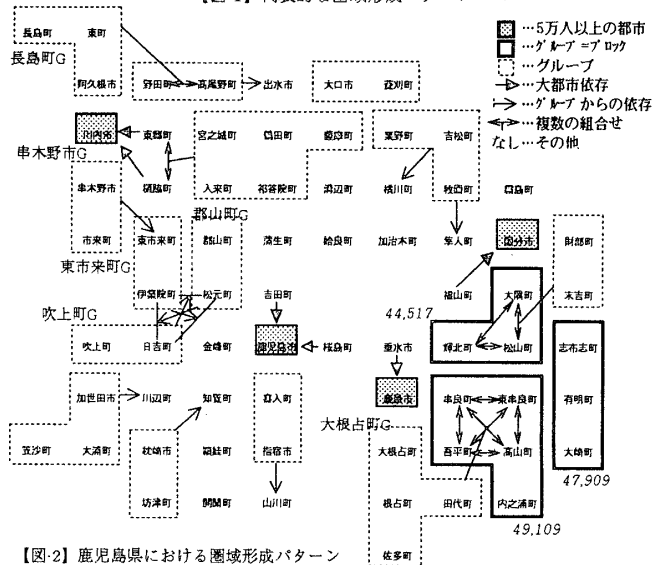 長島町 東町
長島町G
阿久根市 野田町 高尾野町 出水市 大口市 菱刈町
■…5万人以上の都市
□…ｸﾞﾙｰﾌﾟ=ﾌﾞﾛｯｸ
…グループ
…大都市依存
…ｸﾞﾙｰﾌﾟからの依存
…複数の組合せ
なし…その他
川内市 東郷町 宮之城町 鶴田町 薩摩町 栗野町 吉松町
串木野市G
串木野市 樋脇町 入来町 祁答院町 溝辺町 横川町 牧園町 霧島町
郡山町G
市来町 東市来町 郡山町 蒲生町 姶良町 加治木町 隼人町 国分市 財部町
東市来町G
伊集院町 松元町 吉田町 福山町 大隅町 末吉町
44,517
吹上町G
吹上町 日吉町 金峰町 鹿児島市 桜島町 垂水市 輝北町 松山町 志布志町
加世田市 川辺町 知覧町 喜入町 鹿屋市 串良町 東串良町 有明町
大根占町G
笠沙町 大浦町 枕崎市 頴娃町 指宿市 大根占町 吾平町 高山町 大崎町
47,909
坊津町 開聞町 山川町 根占町 田代町 内之浦町
49,109
佐多町
【図-2】鹿児島県における圏域形成パターン